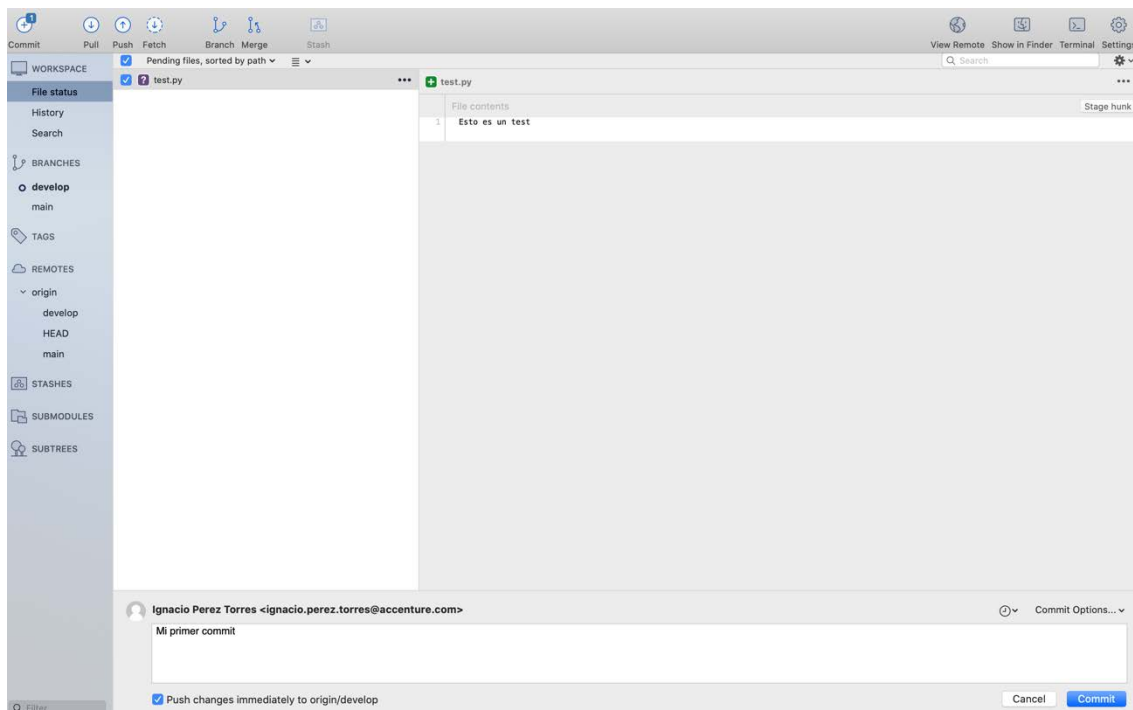 1
Commit
Pull
Push
Fetch
Branch
Merge
Stash
View Remote
Show in Finder
Terminal
Settings
WORKSPACE
File status
History
Search
BRANCHES
develop
main
TAGS
REMOTES
origin
develop
HEAD
main
STASHES
SUBMODULES
SUBTREES
Filter
Pending files, sorted by path
Search
test.py
test.py
File contents
Stage hunk
1 Esto es un test
Ignacio Perez Torres <ignacio.perez.torres@accenture.com>
Commit Options...
Mi primer commit
Push changes immediately to origin/develop
Cancel
Commit